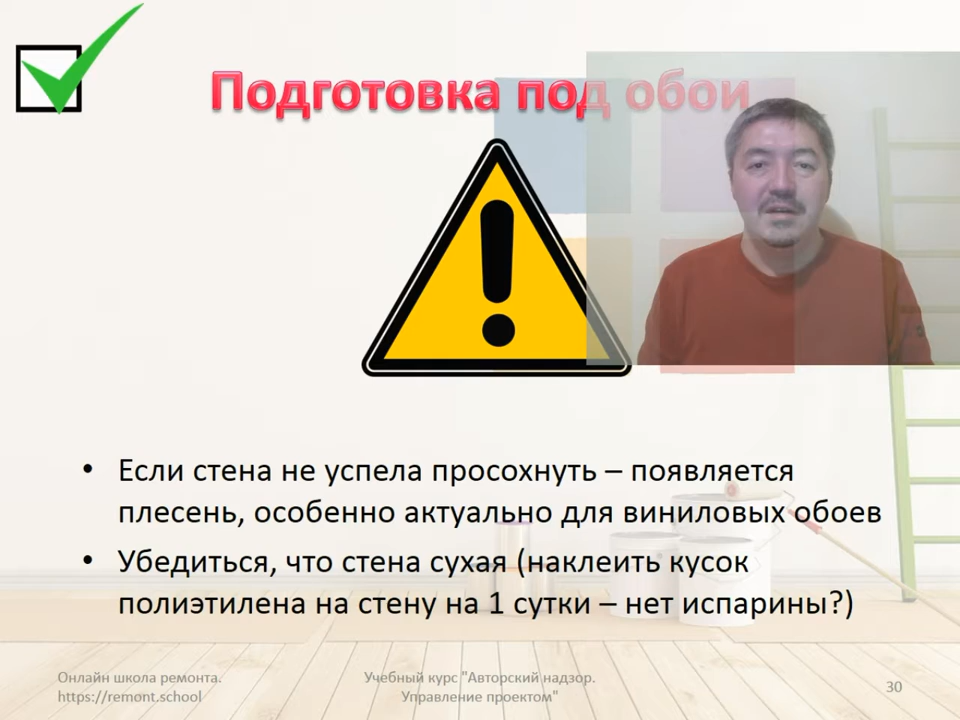 Подготовка под обои
• Если стена не успела просохнуть – появляется
плесень, особенно актуально для виниловых обоев
• Убедиться, что стена сухая (наклеить кусок
полиэтилена на стену на 1 сутки – нет испарины?)
Онлайн школа ремонта.
https://remont.school
Учебный курс "Авторский надзор.
Управление проектом"
30